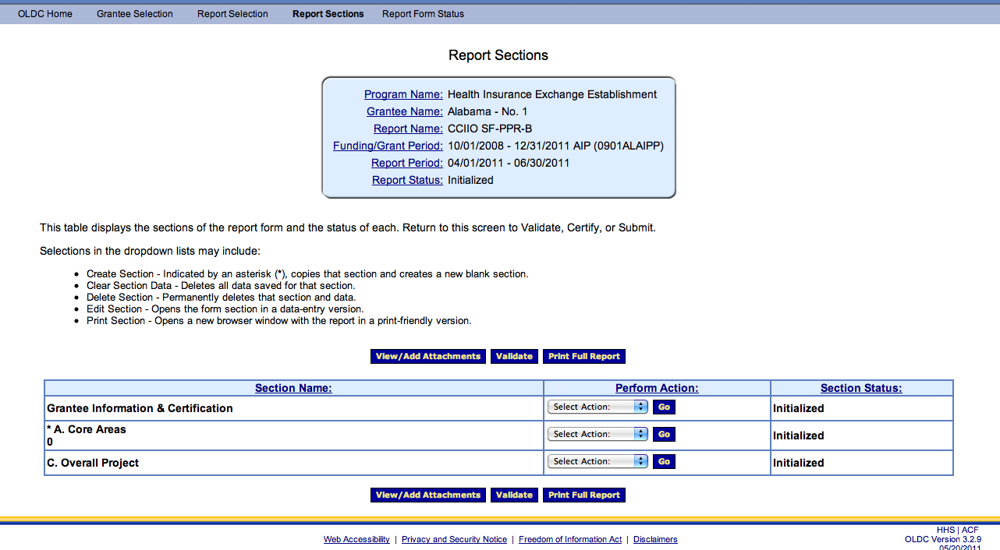 OLDC Home Grantee Selection Report Selection Report Sections Report Form Status
Report Sections
Program Name: Health Insurance Exchange Establishment
Grantee Name: Alabama - No. 1
Report Name: CCIIO SF-PPR-B
Funding/Grant Period: 10/01/2008 - 12/31/2011 AIP (0901ALAIPP)
Report Period: 04/01/2011 - 06/30/2011
Report Status: Initialized
This table displays the sections of the report form and the status of each. Return to this screen to Validate, Certify, or Submit.
Selections in the dropdown lists may include:
• Create Section - Indicated by an asterisk (*), copies that section and creates a new blank section.
• Clear Section Data - Deletes all data saved for that section.
• Delete Section - Permanently deletes that section and data.
• Edit Section - Opens the form section in a data-entry version.
• Print Section - Opens a new browser window with the report in a print-friendly version.
View/Add Attachments Validate Print Full Report
Section Name: Perform Action: Section Status:
Grantee Information & Certification Select Action: Go Initialized
* A. Core Areas
0 Select Action: Go Initialized
C. Overall Project Select Action: Go Initialized
View/Add Attachments Validate Print Full Report
Web Accessibility | Privacy and Security Notice | Freedom of Information Act | Disclaimers
HHS | ACF
OLDC Version 3.2.9
05/20/2011